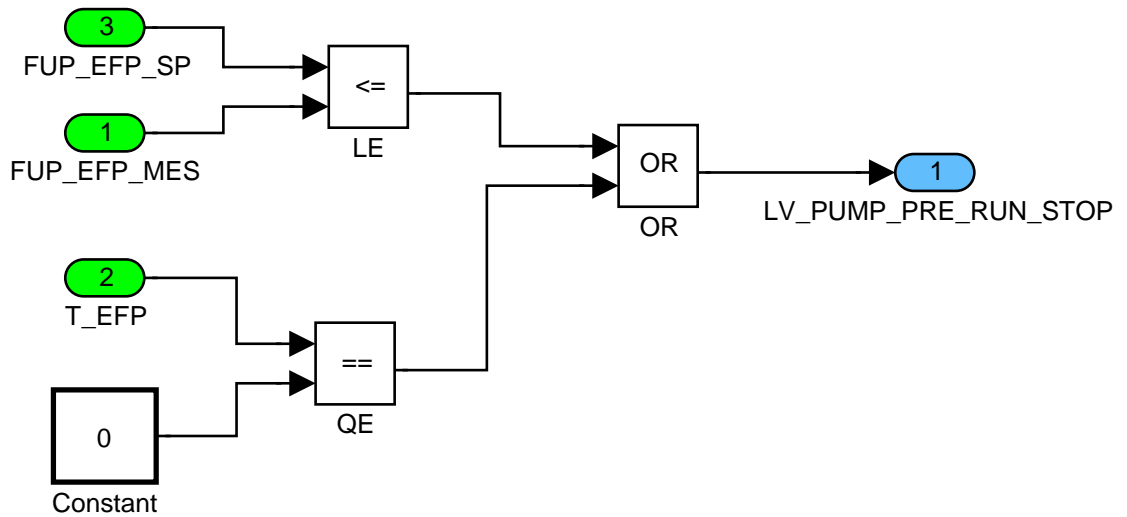 3
FUP_EFP_SP
<=
LE
1
FUP_EFP_MES
OR
OR
1
LV_PUMP_PRE_RUN_STOP
2
T_EFP
==
QE
0
Constant